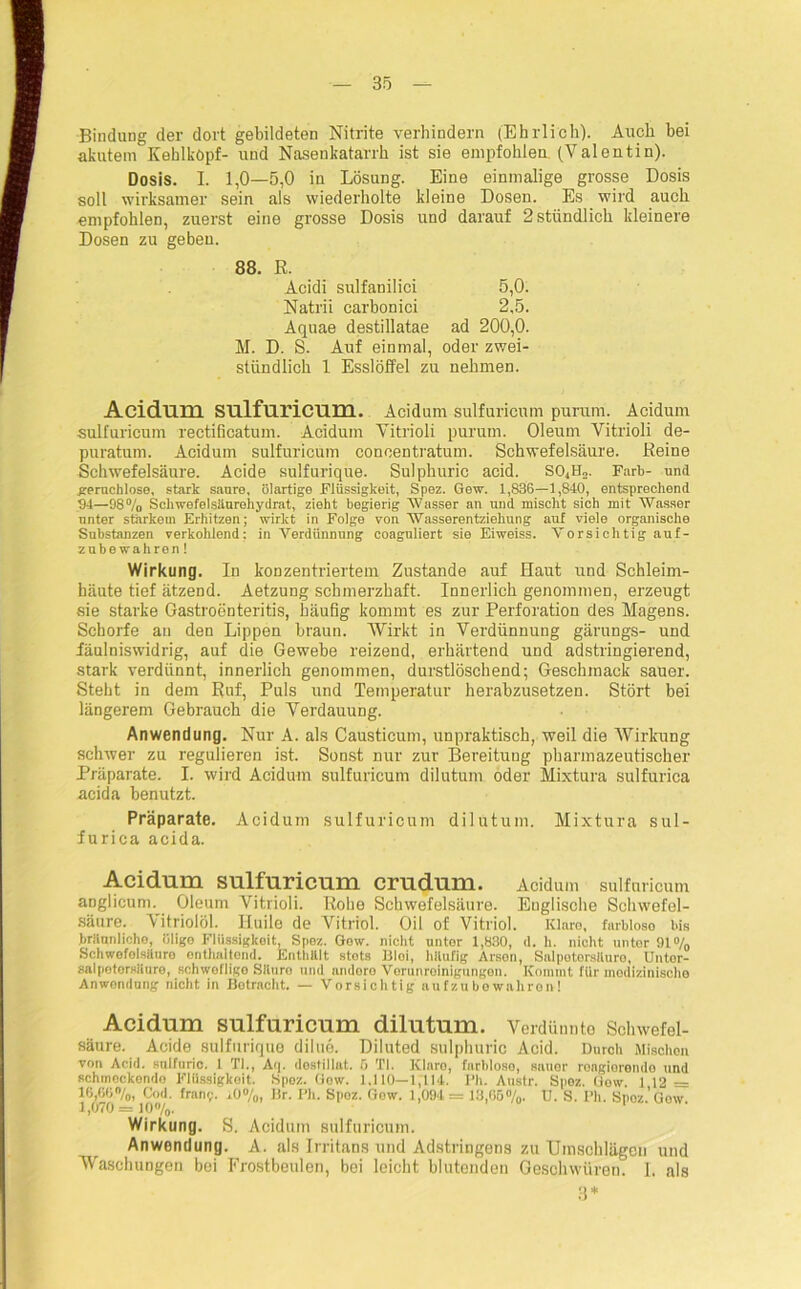 — 35 —
Bindung der dort gebildeten Nitrite verhindern (Ehrlich). Auch bei
akutem Kehlkopf- und Nasenkatarrh ist sie empfohlen (Valentin).
Dosis. I. 1,0—5,0 in Lösung. Eine einmalige grosse Dosis
soll wirksamer sein als wiederholte kleine Dosen. Es wird auch
empfohlen, zuerst eine grosse Dosis und darauf 2stündlich kleinere
Dosen zu geben.
88. R.
Acidi sulfanilici 5,0.
Natrii carbonici 2,5.
Aquae destillatae ad 200,0.
M. D. S. Auf einmal, oder zwei-
stündlich 1 Esslöffel zu nehmen.
Acidum sulfuricum. Acidum sulfuricum purum. Acidum
sulfuricum rectificatum. Acidum Vitrioli purum. Oleum Vitrioli de-
puratum. Acidum sulfuricum concentratum. Schwefelsäure. Reine
Schwefelsäure. Acide sulfurique. Sulphuric acid. SO₄H₂. Farb- und
geruchlose, stark saure, ölartige Flüssigkeit, Spez. Gew. 1,836—1,840, entsprechend
94—98% Schwefelsäurehydrat, zieht begierig Wasser an und mischt sich mit Wasser
unter starkem Erhitzen; wirkt in Folge von Wasserentziehung auf viele organische
Substanzen verkohlend; in Verdünnung coaguliert sie Eiweiss. Vorsichtig auf-
zubewahren!
Wirkung. In konzentriertem Zustande auf Haut und Schleim-
häute tief ätzend. Aetzung schmerzhaft. Innerlich genommen, erzeugt
sie starke Gastroënteritis, häufig kommt es zur Perforation des Magens.
Schorfe an den Lippen braun. Wirkt in Verdünnung gärungs- und
fäulniswidrig, auf die Gewebe reizend, erhärtend und adstringierend,
stark verdünnt, innerlich genommen, durstlöschend; Geschmack sauer.
Steht in dem Ruf, Puls und Temperatur herabzusetzen. Stört bei
längerem Gebrauch die Verdauung.
Anwendung. Nur A. als Causticum, unpraktisch, weil die Wirkung
schwer zu regulieren ist. Sonst nur zur Bereitung pharmazeutischer
Präparate. I. wird Acidum sulfuricum dilutum oder Mixtura sulfurica
acida benutzt.
Präparate. Acidum sulfuricum dilutum. Mixtura sul-
furica acida.
Acidum sulfuricum crudum. Acidum sulfuricum
anglicum. Oleum Vitrioli. Rohe Schwefelsäure. Englische Schwefel-
säure. Vitriolöl. Huile de Vitriol. Oil of Vitriol. Klare, farblose bis
bräunliche, ölige Flüssigkeit, Spez. Gew. nicht unter 1,830, d. h. nicht unter 91%
Schwefelsäure enthaltend. Enthält stets Blei, häufig Arsen, Salpetersäure, Unter-
salpetersäure, schweflige Säure und andere Verunreinigungen. Kommt für medizinische
Anwendung nicht in Betracht. — Vorsichtig aufzubewahren!
Acidum sulfuricum dilutum. Verdünnte Schwefel-
säure. Acide sulfurique dilué. Diluted sulphuric Acid. Durch Mischen
von Acid. sulfuric. 1 Tl., Aq. destillat. 5 Tl. Klare, farblose, sauer reagierende und
schmeckende Flüssigkeit. Spez. Gew. 1,110—1,114. Ph. Austr. Spez. Gew. 1,12 =
16,66%, Cod. franç. 10%, Br. Ph. Spez. Gew. 1,094 = 13,65%. U. S. Ph. Spez. Gew.
1,070 = 10%.
Wirkung. S. Acidum sulfuricum.
Anwendung. A. als Irritans und Adstringens zu Umschlägen und
Waschungen bei Frostbeulen, bei leicht blutenden Geschwüren. I. als
3*